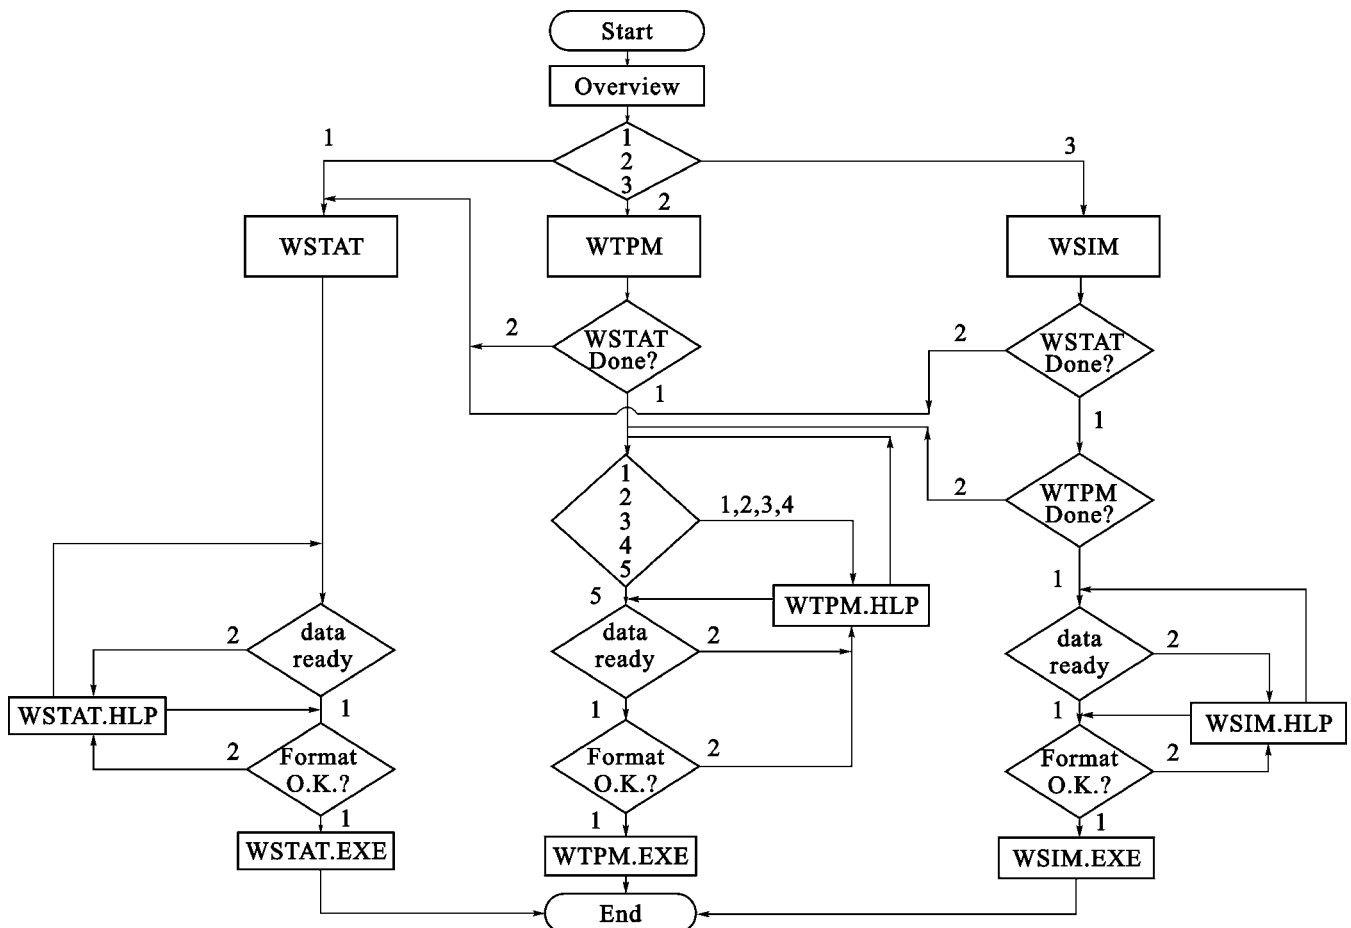 Start
Overview
1
1
2
3
3
2
WSTAT
WTPM
WSIM
2
WSTAT
Done?
2
WSTAT
Done?
1
1
1
2
3
4
5
1,2,3,4
2
WTPM
Done?
1
5
WTPM.HLP
2
data
ready
data
ready
2
data
ready
2
WSTAT.HLP
1
1
1
WSIM.HLP
2
Format
O.K.?
Format
O.K.?
2
Format
O.K.?
2
1
1
1
WSTAT.EXE
WTPM.EXE
WSIM.EXE
End